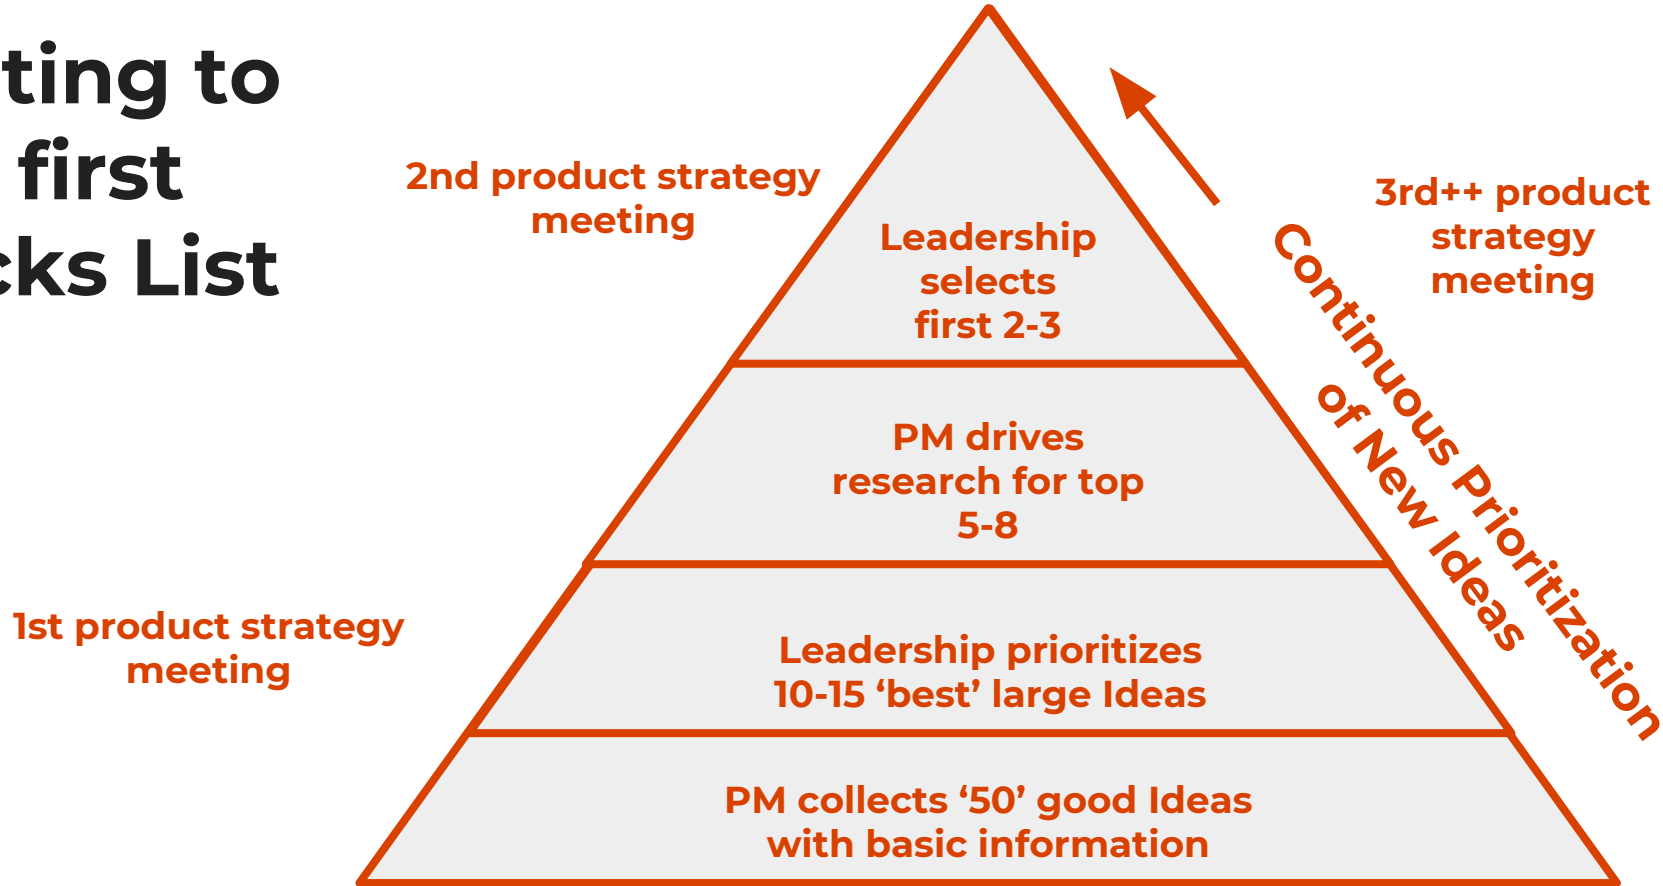 ting to
first
cks List
2nd product strategy
meeting
3rd++ product
strategy
meeting
Leadership
selects
first 2-3
Continuous Prioritization
of New Ideas
PM drives
research for top
5-8
1st product strategy
meeting
Leadership prioritizes
10-15 ‘best’ large Ideas
PM collects ‘50’ good Ideas
with basic information